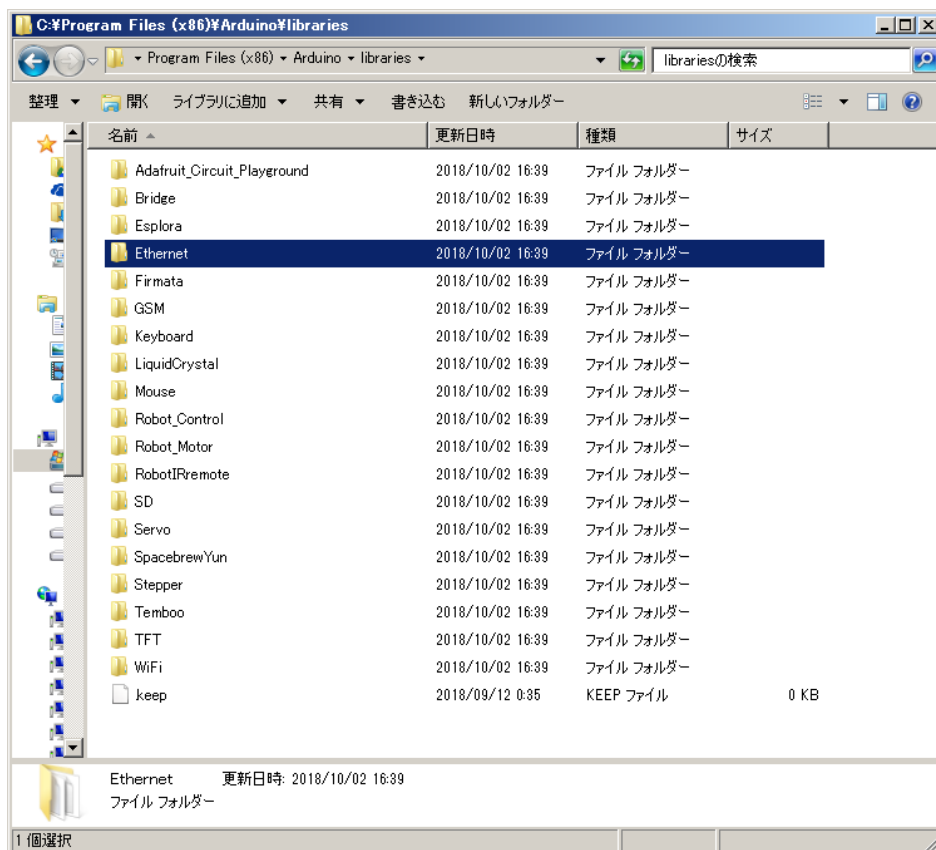 C:¥Program Files (x86)¥Arduino¥libraries
Program Files (x86) Arduino libraries librariesの検索
整理 開く ライブラリに追加 共有 書き込む 新しいフォルダー
名前 更新日時 種類 サイズ
Adafruit_Circuit_Playground 2018/10/02 16:39 ファイル フォルダー
Bridge 2018/10/02 16:39 ファイル フォルダー
Esplora 2018/10/02 16:39 ファイル フォルダー
Ethernet 2018/10/02 16:39 ファイル フォルダー
Firmata 2018/10/02 16:39 ファイル フォルダー
GSM 2018/10/02 16:39 ファイル フォルダー
Keyboard 2018/10/02 16:39 ファイル フォルダー
LiquidCrystal 2018/10/02 16:39 ファイル フォルダー
Mouse 2018/10/02 16:39 ファイル フォルダー
Robot_Control 2018/10/02 16:39 ファイル フォルダー
Robot_Motor 2018/10/02 16:39 ファイル フォルダー
RobotIRremote 2018/10/02 16:39 ファイル フォルダー
SD 2018/10/02 16:39 ファイル フォルダー
Servo 2018/10/02 16:39 ファイル フォルダー
SpacebrewYun 2018/10/02 16:39 ファイル フォルダー
Stepper 2018/10/02 16:39 ファイル フォルダー
Temboo 2018/10/02 16:39 ファイル フォルダー
TFT 2018/10/02 16:39 ファイル フォルダー
WiFi 2018/10/02 16:39 ファイル フォルダー
.keep 2018/09/12 0:35 KEEP ファイル 0 KB
Ethernet 更新日時: 2018/10/02 16:39
ファイル フォルダー
1 個選択